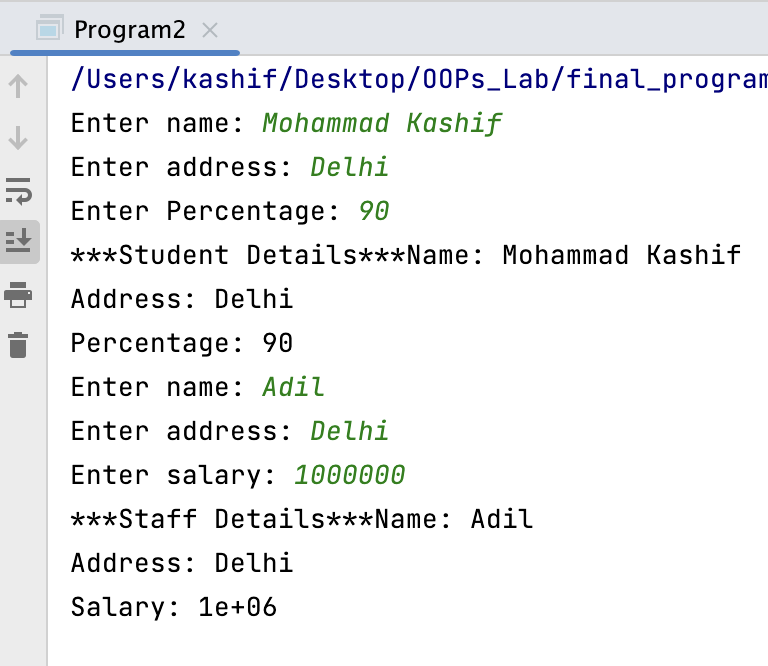 Program2
/Users/kashif/Desktop/OOPs_Lab/final_program
Enter name: Mohammad Kashif
Enter address: Delhi
Enter Percentage: 90
***Student Details***Name: Mohammad Kashif
Address: Delhi
Percentage: 90
Enter name: Adil
Enter address: Delhi
Enter salary: 1000000
***Staff Details***Name: Adil
Address: Delhi
Salary: 1e+06